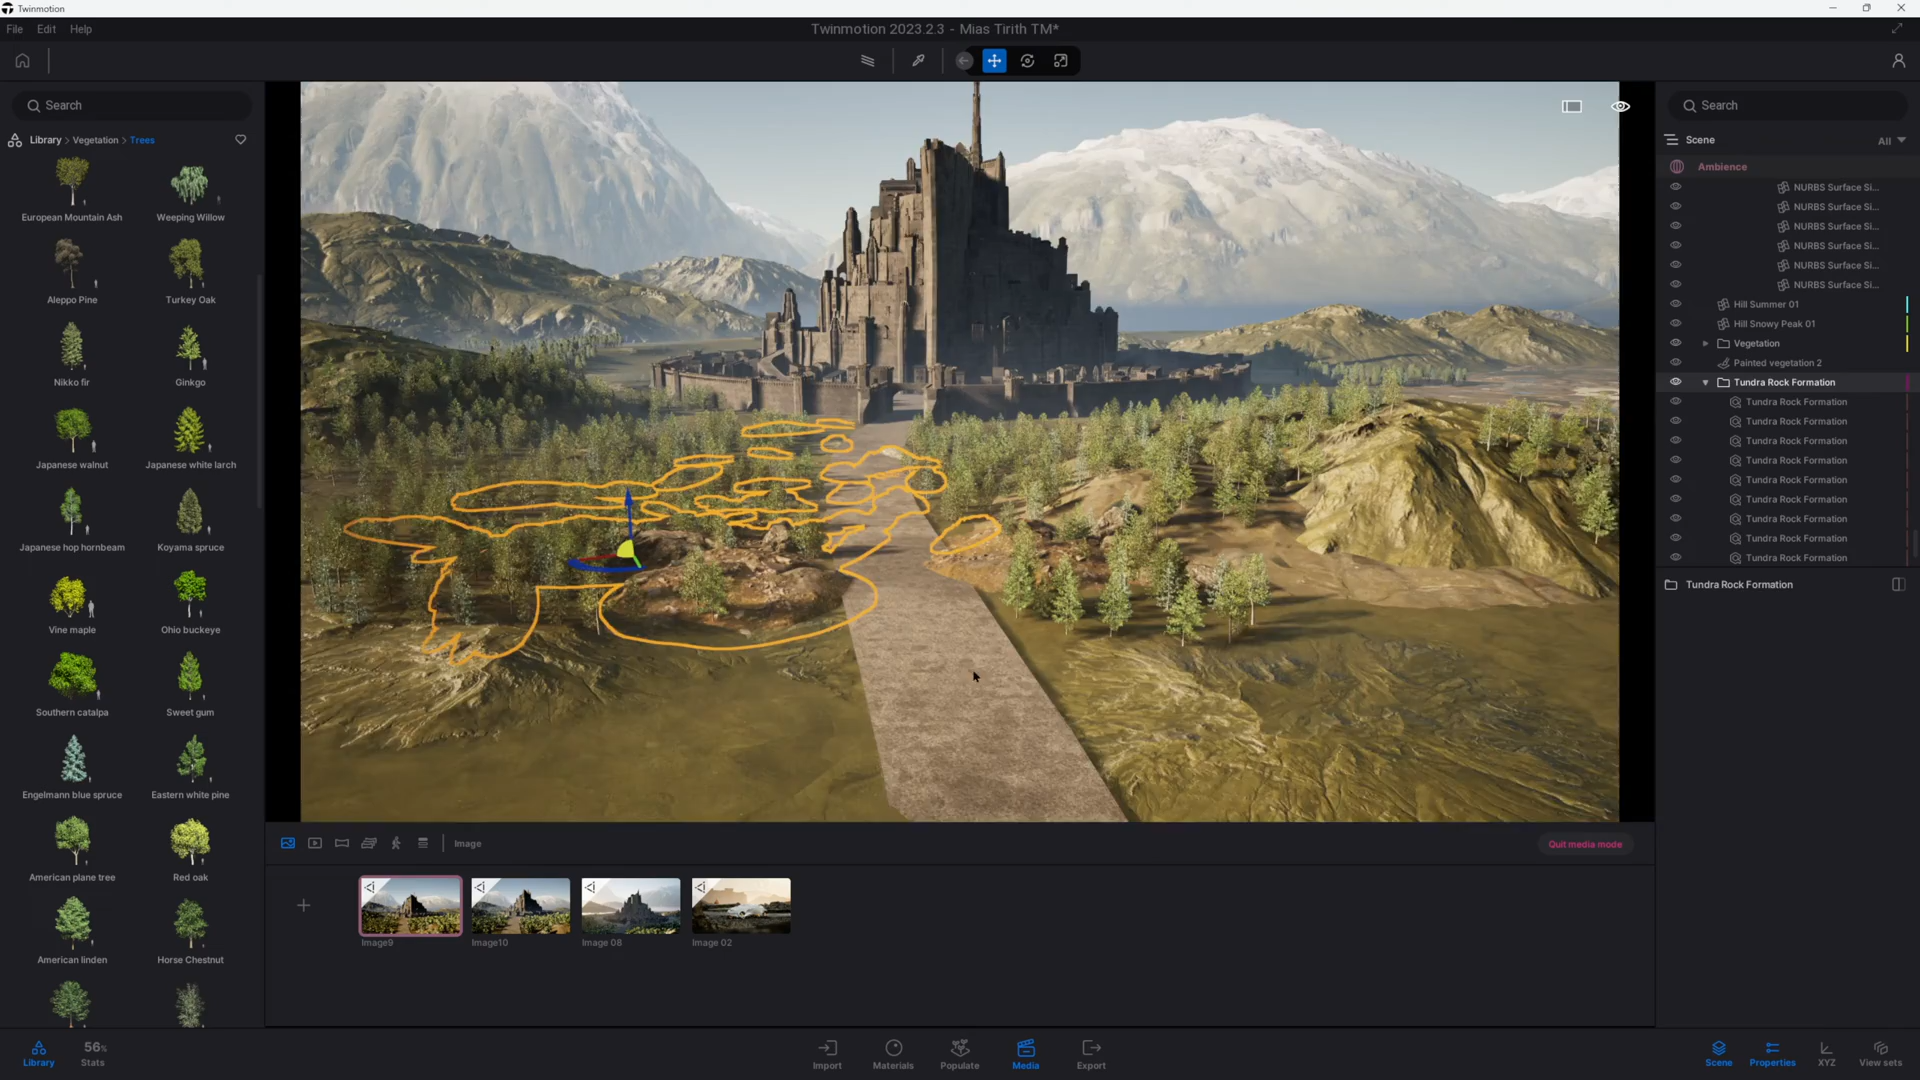 Twinmotion
File Edit Help
Twinmotion 2023.2.3 - Mias Tirith TM*
Search
Library > Vegetation > Trees
European Mountain Ash
Weeping Willow
Aleppo Pine
Turkey Oak
Nikko fir
Ginkgo
Japanese walnut
Japanese white larch
Japanese hop hornbeam
Koyama spruce
Vine maple
Ohio buckeye
Southern catalpa
Sweet gum
Engelmann blue spruce
Eastern white pine
American plane tree
Red oak
American linden
Horse Chestnut
Search
Scene
All
Ambience
NURBS Surface Si...
NURBS Surface Si...
NURBS Surface Si...
NURBS Surface Si...
NURBS Surface Si...
NURBS Surface Si...
Hill Summer 01
Hill Snowy Peak 01
Vegetation
Painted vegetation 2
Tundra Rock Formation
Tundra Rock Formation
Tundra Rock Formation
Tundra Rock Formation
Tundra Rock Formation
Tundra Rock Formation
Tundra Rock Formation
Tundra Rock Formation
Tundra Rock Formation
Tundra Rock Formation
Tundra Rock Formation
Image
Quit media mode
Image9
Image10
Image 08
Image 02
Library
56%
Stats
Import
Materials
Populate
Media
Export
Scene
Properties
XYZ
View sets